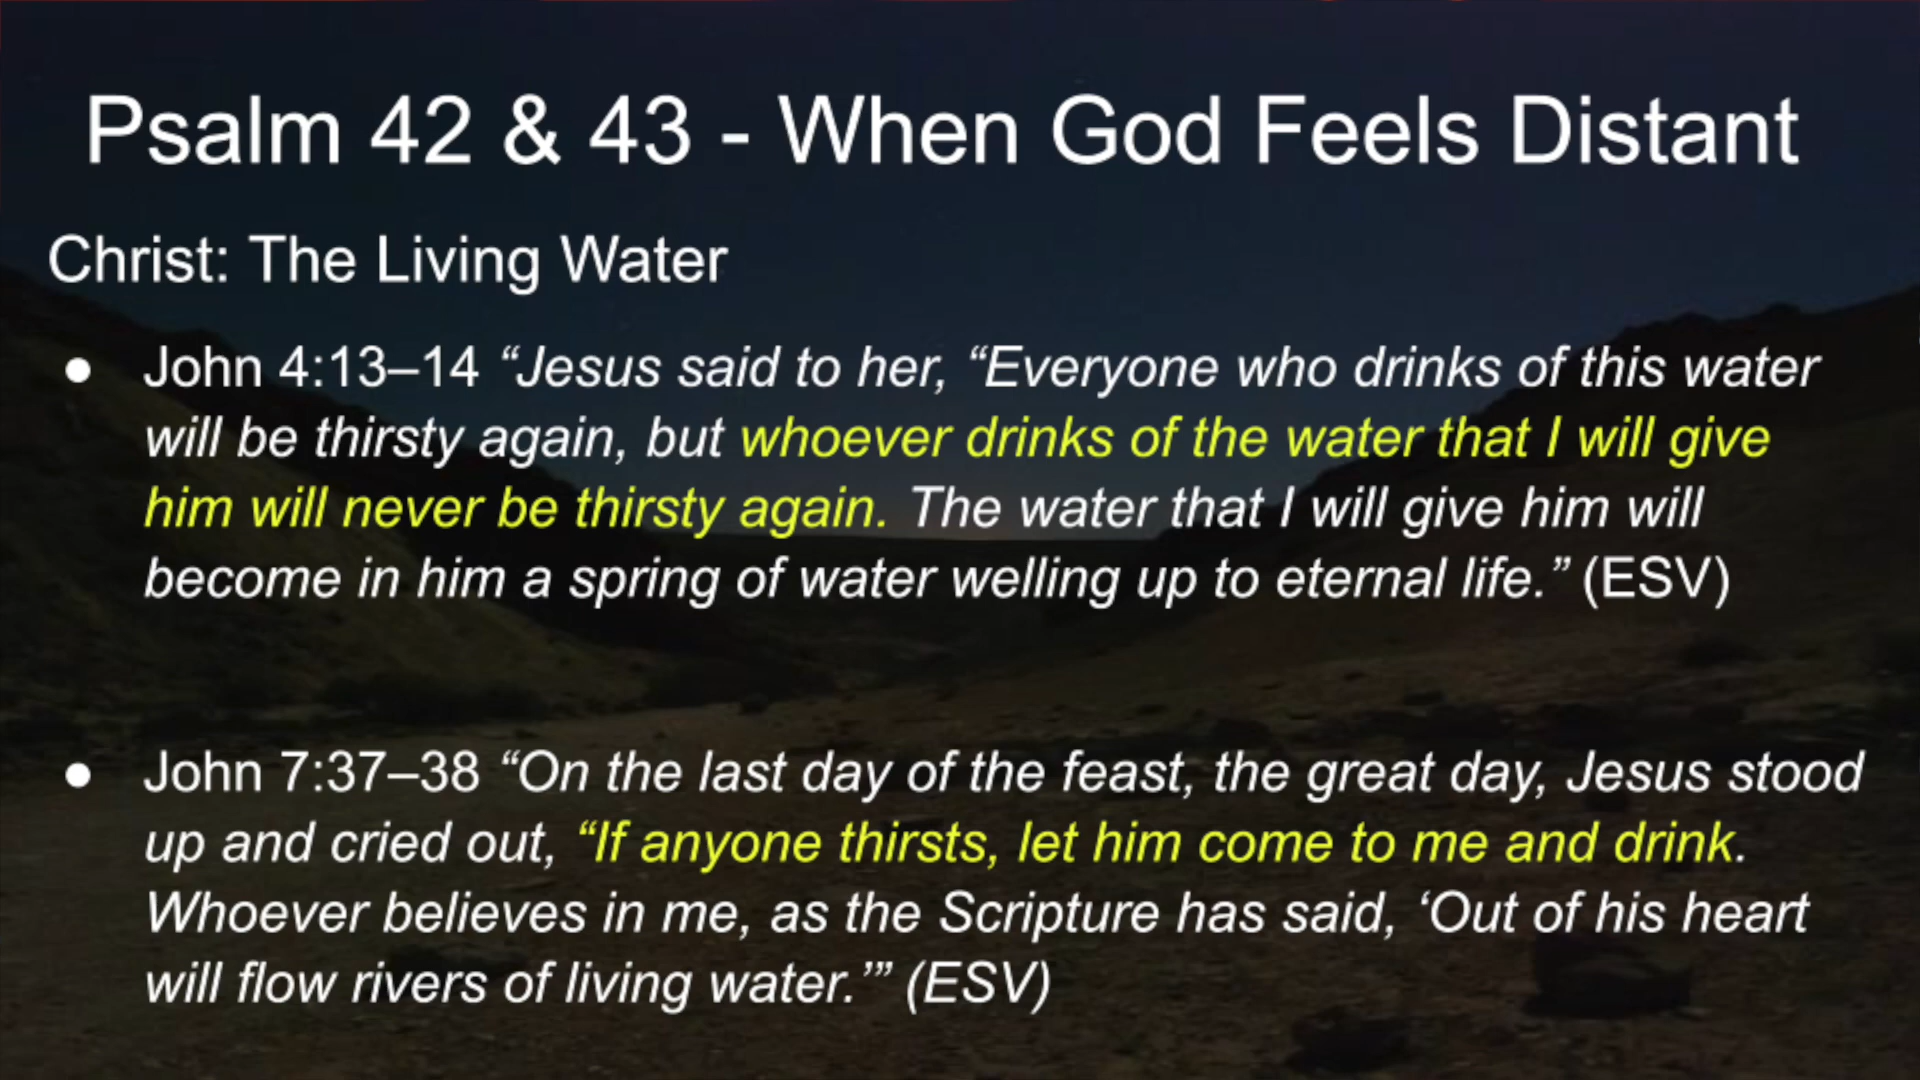 Psalm 42 & 43 - When God Feels Distant
Christ: The Living Water
● John 4:13–14 “Jesus said to her, “Everyone who drinks of this water
will be thirsty again, but whoever drinks of the water that I will give
him will never be thirsty again. The water that I will give him will
become in him a spring of water welling up to eternal life.” (ESV)
● John 7:37–38 “On the last day of the feast, the great day, Jesus stood
up and cried out, “If anyone thirsts, let him come to me and drink.
Whoever believes in me, as the Scripture has said, ‘Out of his heart
will flow rivers of living water.’” (ESV)